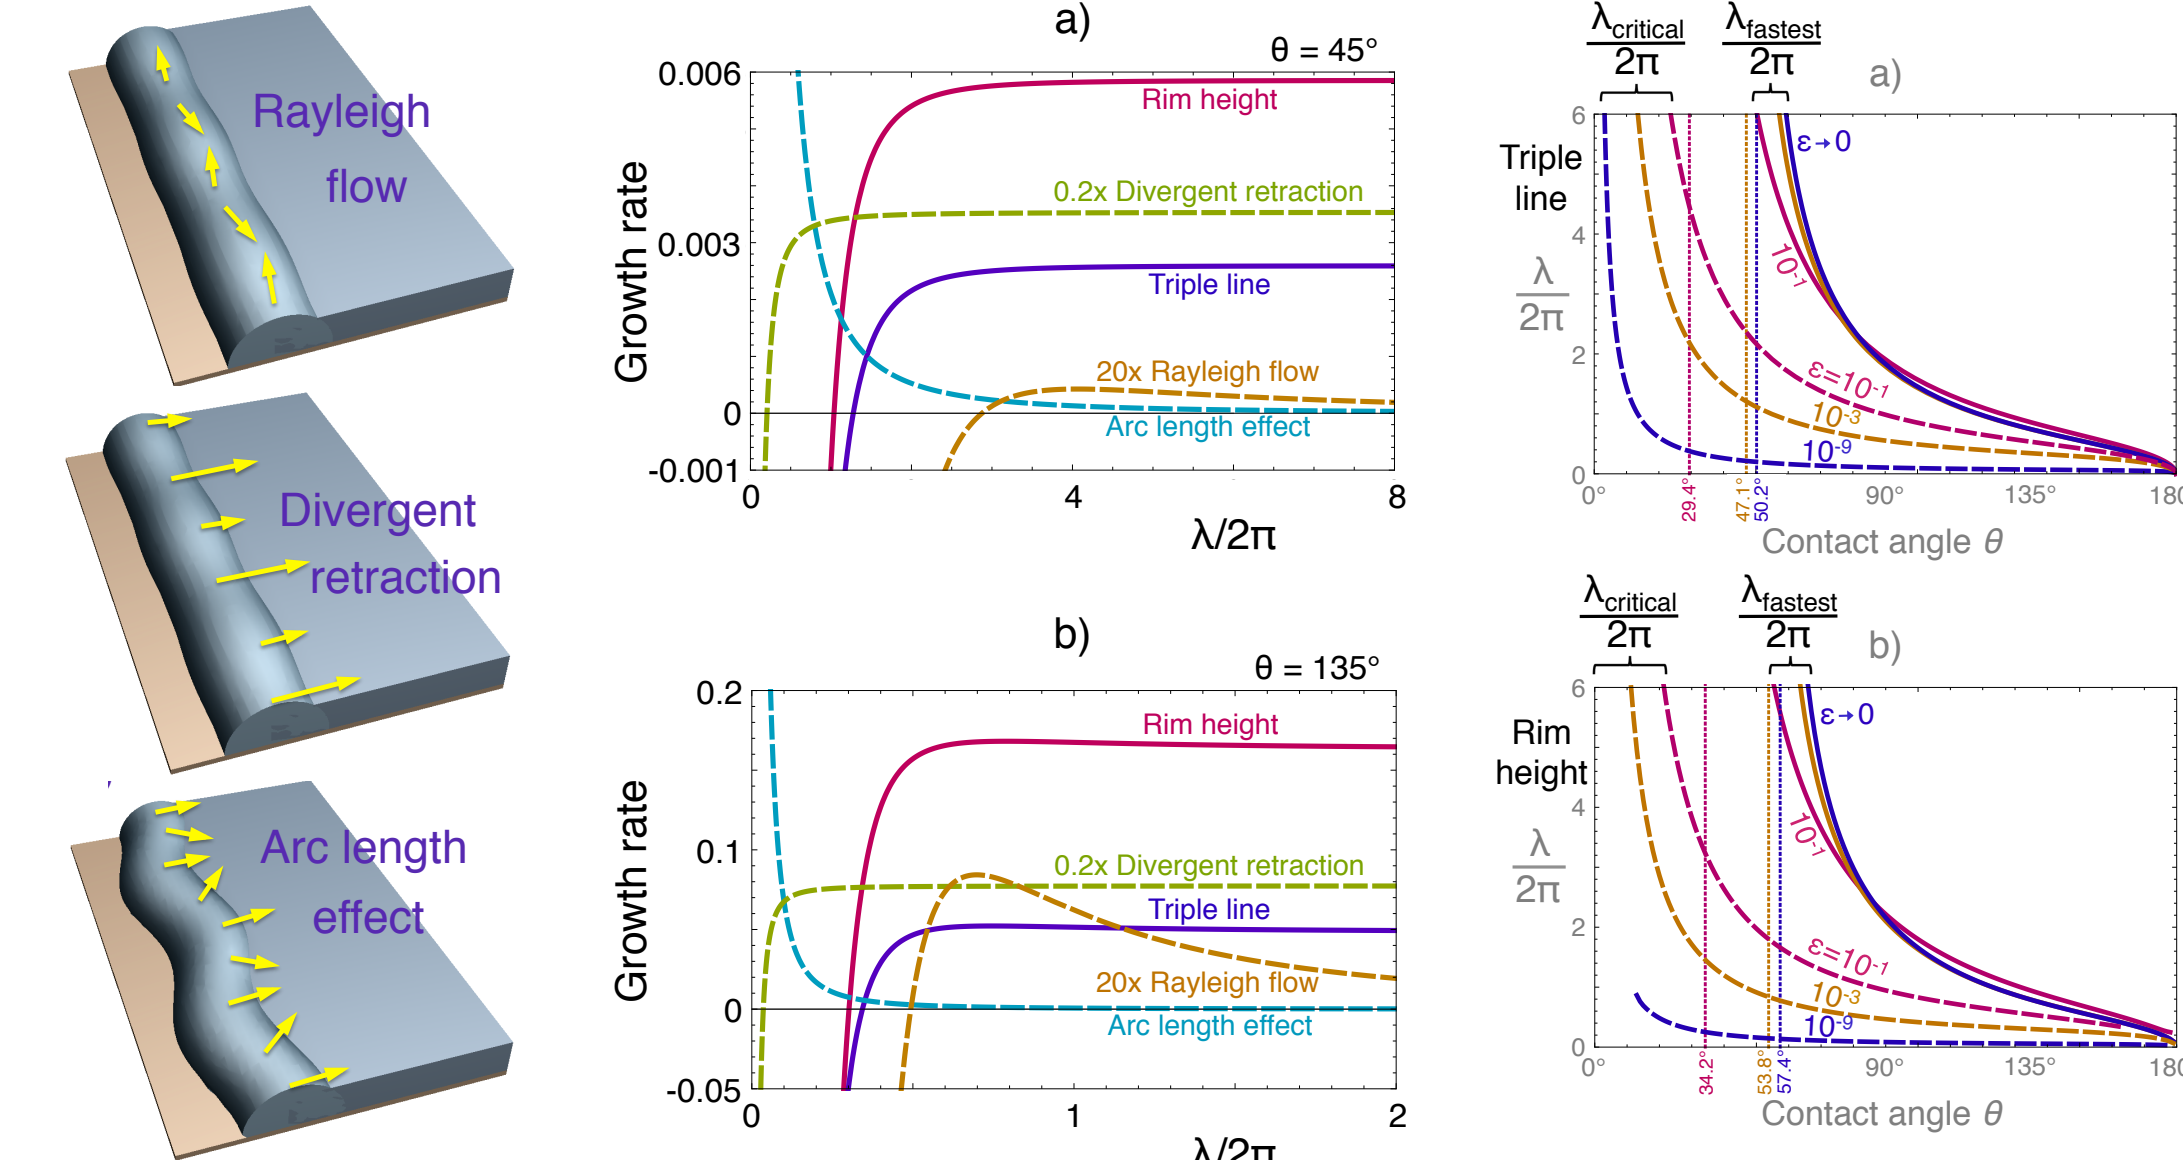 Rayleigh
flow
Divergent
retraction
Arc length
effect
a)
θ = 45°
0.006
0.003
0
-0.001
Growth rate
Rim height
0.2x Divergent retraction
Triple line
20x Rayleigh flow
Arc length effect
0 4 8
λ/2π
b)
θ = 135°
0.2
0.1
0
-0.05
Growth rate
Rim height
0.2x Divergent retraction
Triple line
20x Rayleigh flow
Arc length effect
0 1 2
λ/2π
λcritical λfastest
2π 2π
a)
6
4
2
0
Triple
line
λ
2π
ε→0
10-1
ε=10-1
10-3
10-9
0° 29.4° 47.1° 50.2° 90° 135° 180
Contact angle θ
λcritical λfastest
2π 2π
b)
6
4
2
0
Rim
height
λ
2π
ε→0
10-1
ε=10-1
10-3
10-9
0° 34.2° 53.8° 57.4° 90° 135° 180
Contact angle θ